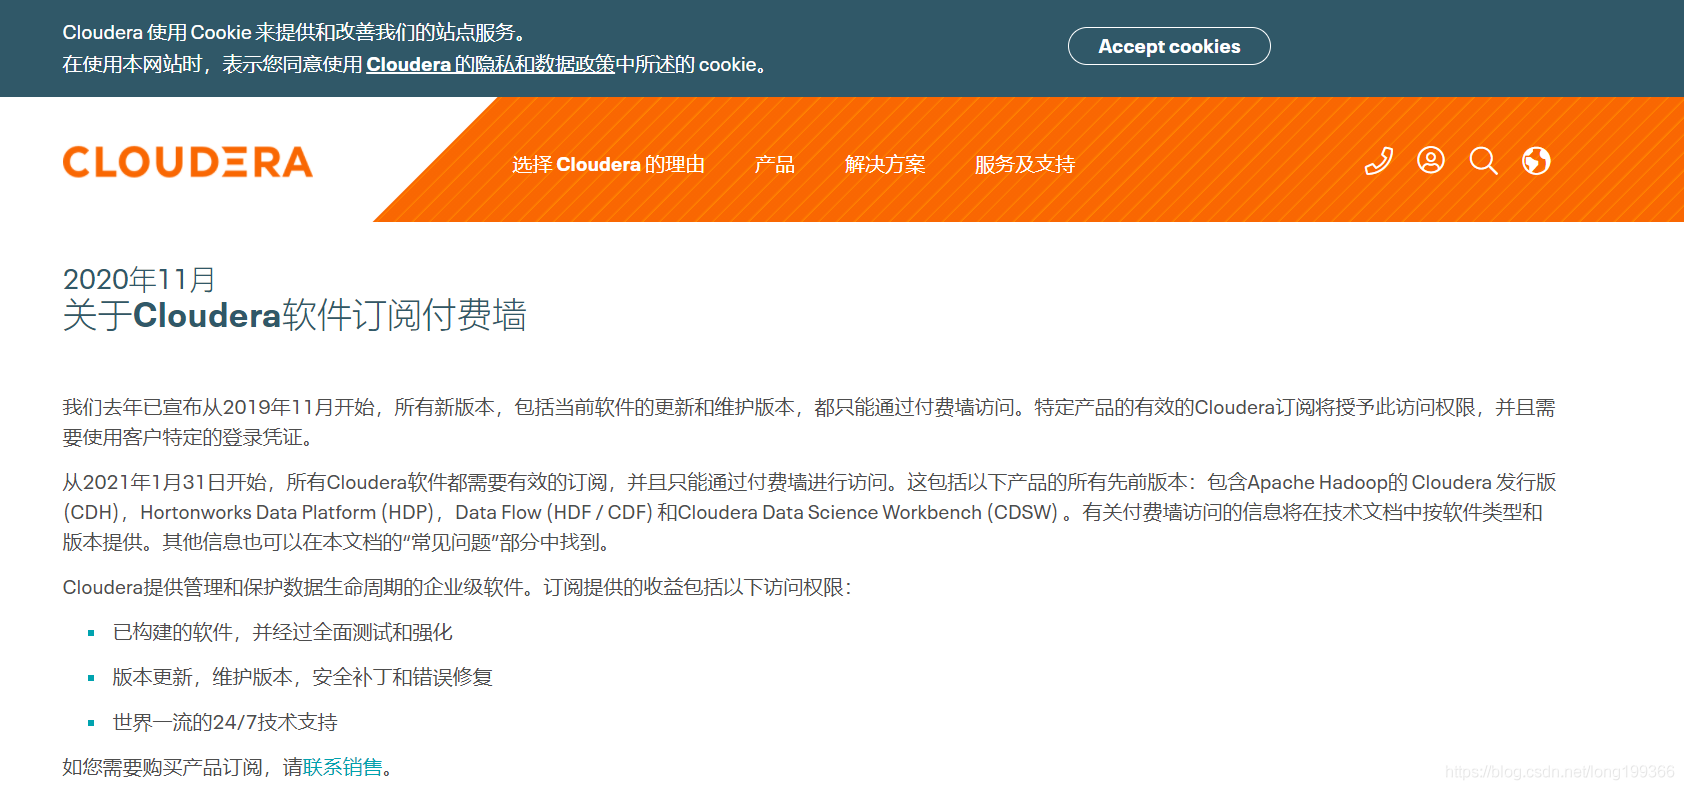 Cloudera 使用 Cookie 来提供和改善我们的站点服务。
在使用本网站时，表示您同意使用 Cloudera 的隐私和数据政策中所述的 cookie。
Accept cookies
CLOUDERA
选择 Cloudera 的理由
产品
解决方案
服务及支持
2020年11月
关于Cloudera软件订阅付费墙
我们去年已宣布从2019年11月开始，所有新版本，包括当前软件的更新和维护版本，都只能通过付费墙访问。特定产品的有效的Cloudera订阅将授予此访问权限，并且需
要使用客户特定的登录凭证。
从2021年1月31日开始，所有Cloudera软件都需要有效的订阅，并且只能通过付费墙进行访问。这包括以下产品的所有先前版本：包含Apache Hadoop的 Cloudera 发行版
(CDH)，Hortonworks Data Platform (HDP)，Data Flow (HDF / CDF) 和Cloudera Data Science Workbench (CDSW) 。有关付费墙访问的信息将在技术文档中按软件类型和
版本提供。其他信息也可以在本文档的“常见问题”部分中找到。
Cloudera提供管理和保护数据生命周期的企业级软件。订阅提供的收益包括以下访问权限：
已构建的软件，并经过全面测试和强化
版本更新，维护版本，安全补丁和错误修复
世界一流的24/7技术支持
如您需要购买产品订阅，请联系销售。
https://blog.csdn.net/long199366